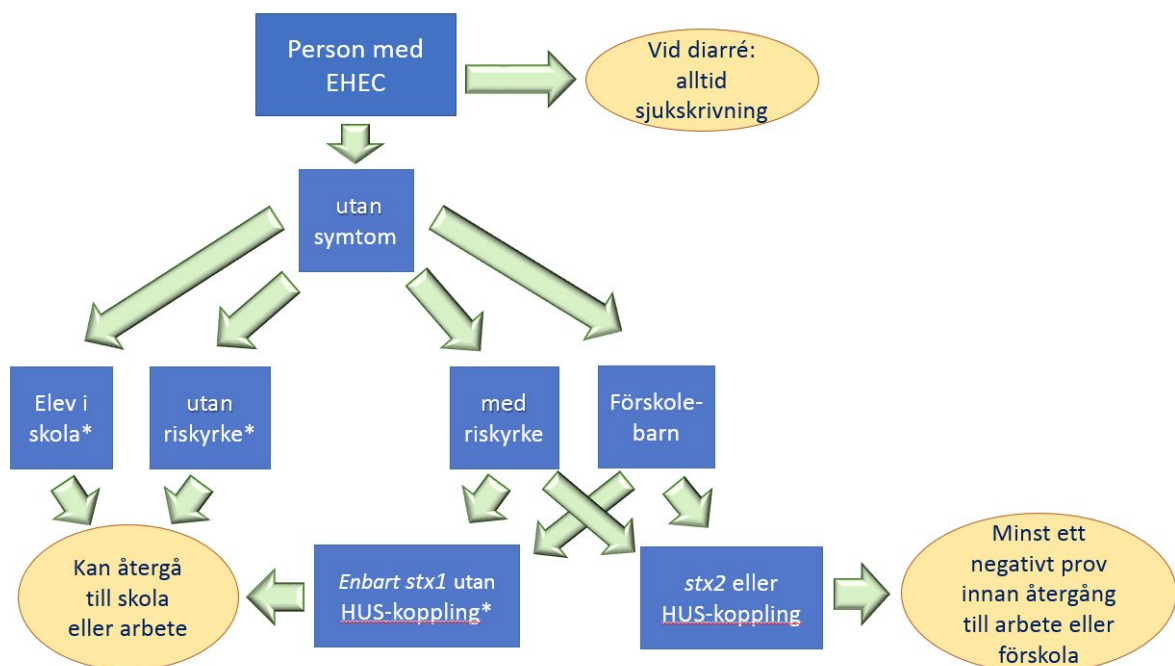 Person med
EHEC
Vid diarré:
alltid
sjukskrivning
utan
symtom
Elev i
skola*
utan
riskyrke*
med
riskyrke
Förskole-
barn
Kan återgå
till skola
eller arbete
Enbart stx1 utan
HUS-koppling*
stx2 eller
HUS-koppling
Minst ett
negativt prov
innan återgång
till arbete eller
förskola